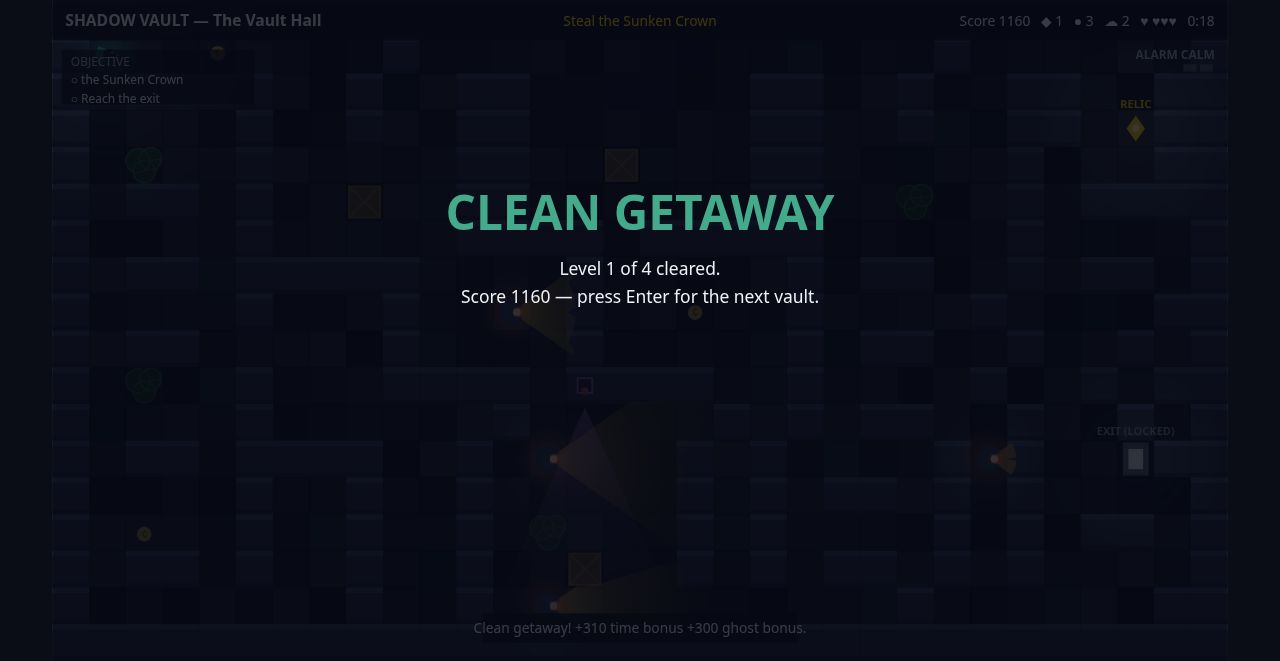 SHADOW VAULT — The Vault Hall
Steal the Sunken Crown
Score 1160 ◆ 1 ● 3 ☁ 2 ♥ ♥♥♥ 0:18
OBJECTIVE
○ the Sunken Crown
○ Reach the exit
ALARM CALM
RELIC
CLEAN GETAWAY
Level 1 of 4 cleared.
Score 1160 — press Enter for the next vault.
EXIT (LOCKED)
Clean getaway! +310 time bonus +300 ghost bonus.